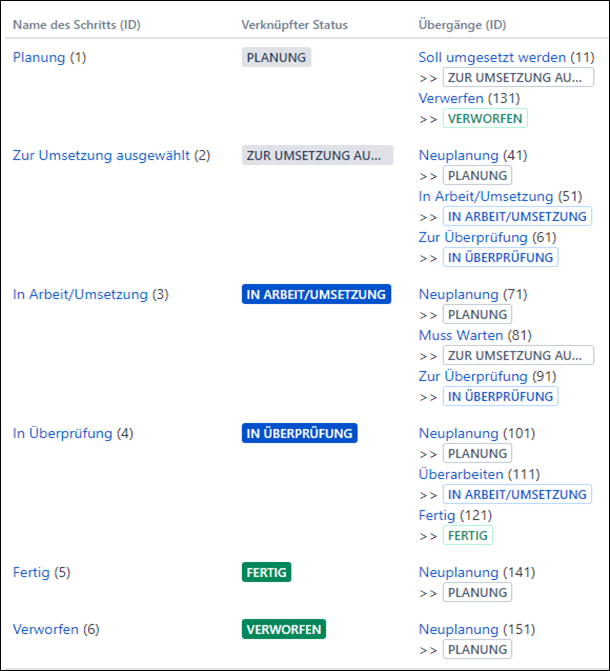 Name des Schritts (ID) Verknüpfter Status Übergänge (ID)
Planung (1) PLANUNG Soll umgesetzt werden (11)
>> ZUR UMSETZUNG AU...
Verwerfen (131)
>> VERWORFEN
Zur Umsetzung ausgewählt (2) ZUR UMSETZUNG AU... Neuplanung (41)
>> PLANUNG
In Arbeit/Umsetzung (51)
>> IN ARBEIT/UMSETZUNG
Zur Überprüfung (61)
>> IN ÜBERPRÜFUNG
In Arbeit/Umsetzung (3) IN ARBEIT/UMSETZUNG Neuplanung (71)
>> PLANUNG
Muss Warten (81)
>> ZUR UMSETZUNG AU...
Zur Überprüfung (91)
>> IN ÜBERPRÜFUNG
In Überprüfung (4) IN ÜBERPRÜFUNG Neuplanung (101)
>> PLANUNG
Überarbeiten (111)
>> IN ARBEIT/UMSETZUNG
Fertig (121)
>> FERTIG
Fertig (5) FERTIG Neuplanung (141)
>> PLANUNG
Verworfen (6) VERWORFEN Neuplanung (151)
>> PLANUNG